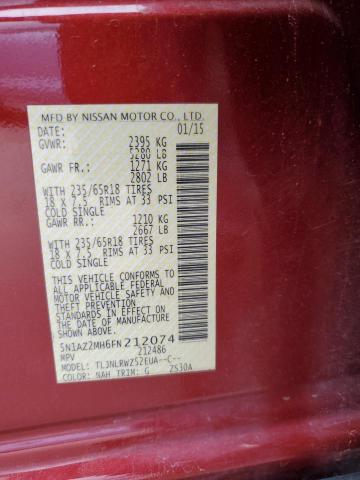 MFD BY NISSAN MOTOR CO., LTD.
DATE: 01/15
GVWR: 2395 KG
5280 LB
GAWR FR.: 1271 KG
2802 LB
WITH 235/65R18 TIRES
18 X 7.5 RIMS AT 33 PSI
COLD SINGLE
GAWR RR.: 1210 KG
2667 LB
WITH 235/65R18 TIRES
18 X 7.5 RIMS AT 33 PSI
COLD SINGLE
THIS VEHICLE CONFORMS
TO ALL APPLICABLE FEDERAL
MOTOR VEHICLE SAFETY AND
THEFT PREVENTION STANDARDS
IN EFFECT ON THE DATE OF
MANUFACTURE SHOWN ABOVE.
5N1AZ2MH6FN212074
MPV 212486
MODEL: TLJNLRWZ52EUA--C--
COLOR: NAH TRIM: G Z530A